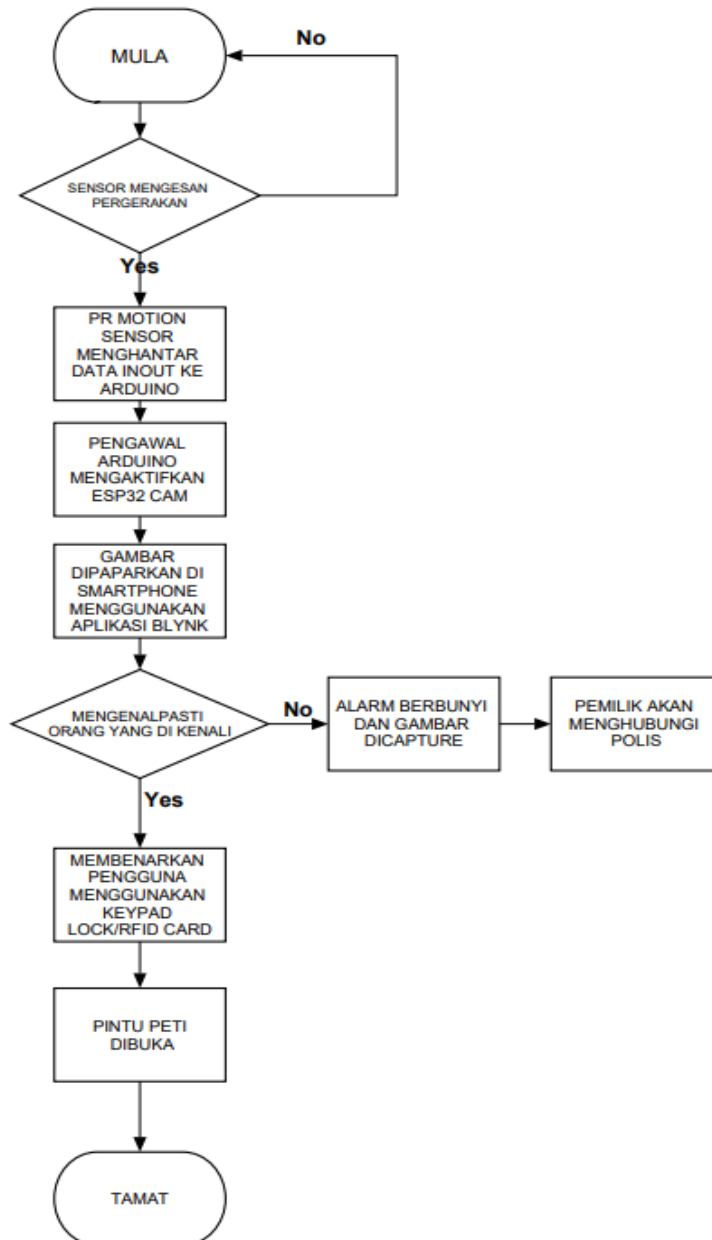 No
MULA
SENSOR MENGESAN
PERGERAKAN
Yes
PR MOTION
SENSOR
MENGHANTAR
DATA INOUT KE
ARDUINO
PENGAWAL
ARDUINO
MENGAKTIFKAN
ESP32 CAM
GAMBAR
DIPAPARKAN DI
SMARTPHONE
MENGGUNAKAN
APLIKASI BLYNK
MENGENALPASTI
ORANG YANG DI KENALI
No
ALARM BERBUNYI
DAN GAMBAR
DICAPTURE
PEMILIK AKAN
MENGHUBUNGI
POLIS
Yes
MEMBENARKAN
PENGGUNA
MENGGUNAKAN
KEYPAD
LOCK/RFID CARD
PINTU PETI
DIBUKA
TAMAT